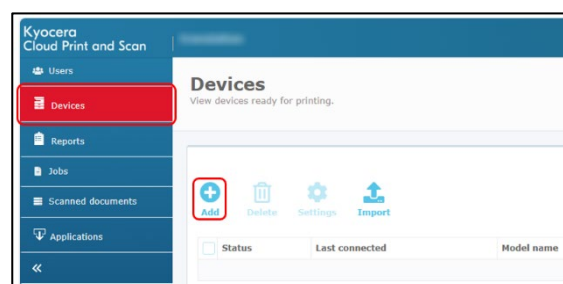 Kyocera
Cloud Print and Scan
Users
Devices
Reports
Jobs
Scanned documents
Applications
Devices
View devices ready for printing.
Add Delete Settings Import
Status Last connected Model name